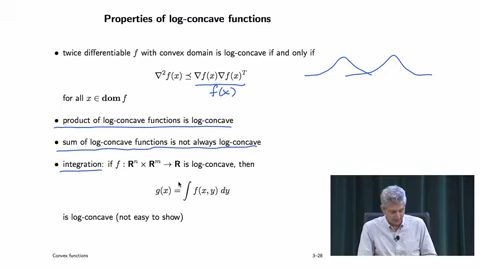 Properties of log-concave functions
• twice differentiable f with convex domain is log-concave if and only if
∇²f(x) ⪯ ∇f(x)∇f(x)ᵀ
f(x)
for all x ∈ dom f
• product of log-concave functions is log-concave
• sum of log-concave functions is not always log-concave
• integration: if f : Rⁿ × Rᵐ → R is log-concave, then
g(x) = ∫ f(x, y) dy
is log-concave (not easy to show)
Convex functions
3–28